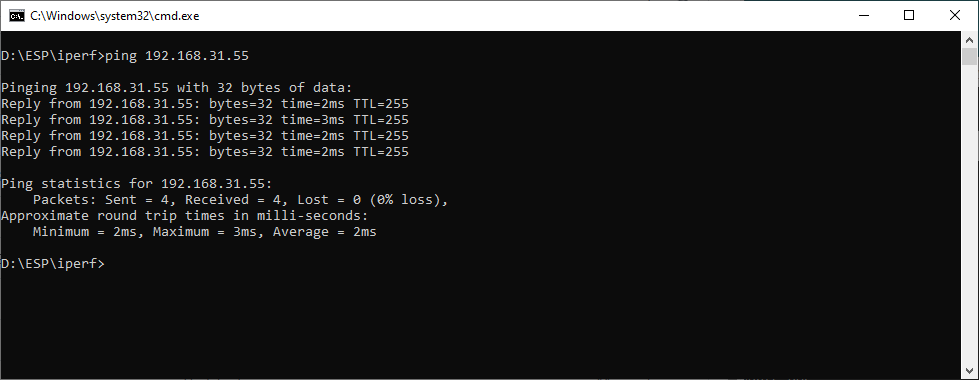 C:\Windows\system32\cmd.exe
D:\ESP\iperf>ping 192.168.31.55
Pinging 192.168.31.55 with 32 bytes of data:
Reply from 192.168.31.55: bytes=32 time=2ms TTL=255
Reply from 192.168.31.55: bytes=32 time=3ms TTL=255
Reply from 192.168.31.55: bytes=32 time=2ms TTL=255
Reply from 192.168.31.55: bytes=32 time=2ms TTL=255
Ping statistics for 192.168.31.55:
    Packets: Sent = 4, Received = 4, Lost = 0 (0% loss),
Approximate round trip times in milli-seconds:
    Minimum = 2ms, Maximum = 3ms, Average = 2ms
D:\ESP\iperf>